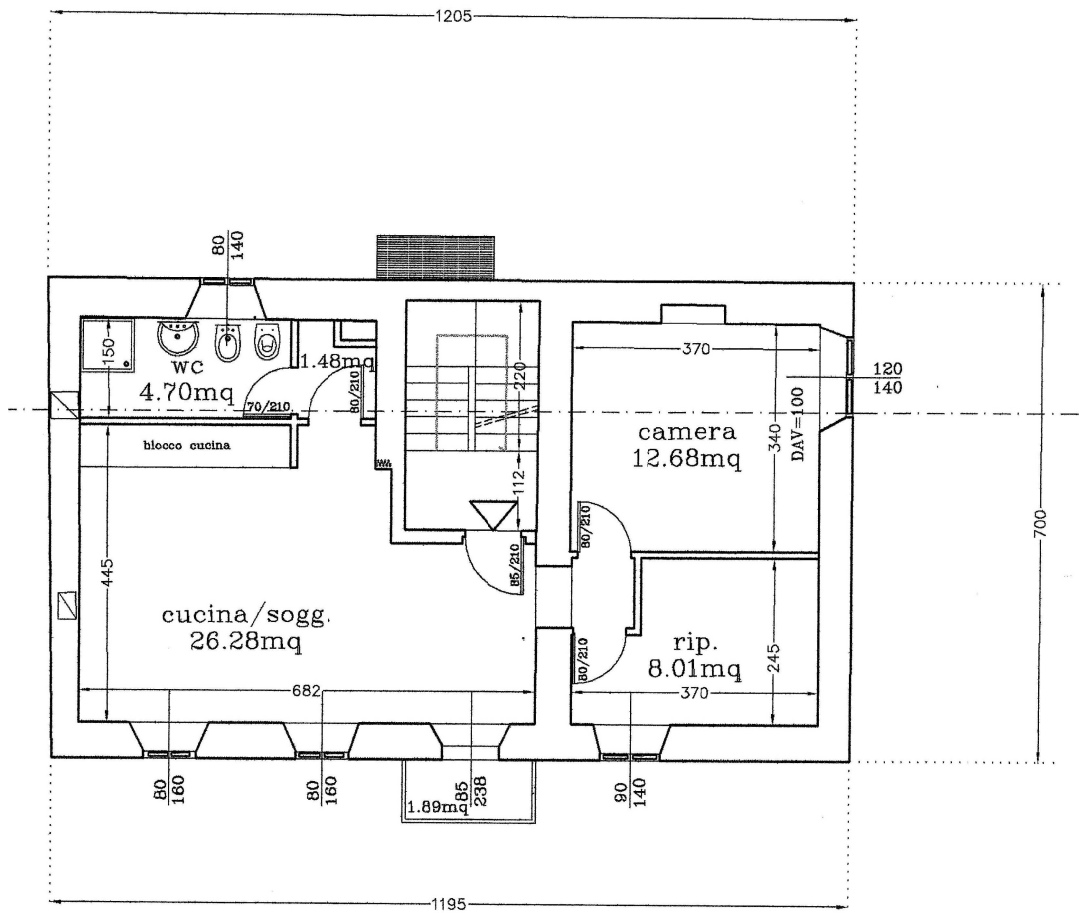 1205
80
140
150
WC
4.70mq
1.48mq
70/210
80/210
220
112
370
120
140
camera
12.68mq
340
DAV=100
700
blocco cucina
445
85/210
80/210
cucina/sogg.
26.28mq
682
80/210
rip.
8.01mq
370
245
80
160
80
160
85
238
1.89mq
90
140
1195